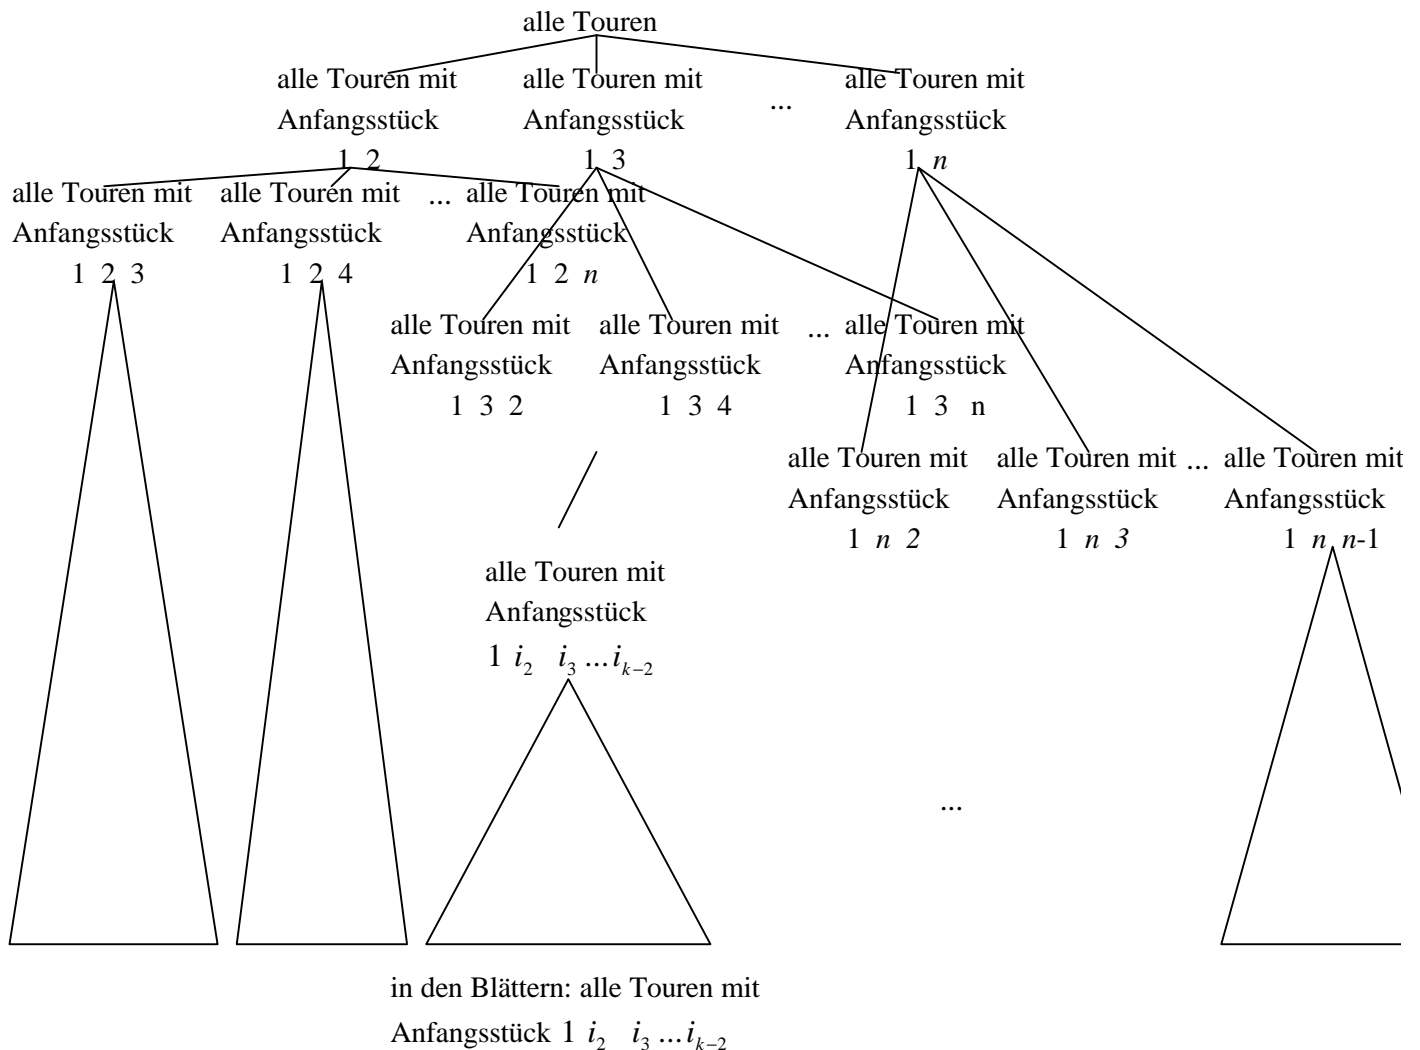 alle Touren
alle Touren mit
Anfangsstück
1 2
alle Touren mit
Anfangsstück
1 3
...
alle Touren mit
Anfangsstück
1 n
alle Touren mit
Anfangsstück
1 2 3
alle Touren mit
Anfangsstück
1 2 4
...
alle Touren mit
Anfangsstück
1 2 n
alle Touren mit
Anfangsstück
1 3 2
alle Touren mit
Anfangsstück
1 3 4
...
alle Touren mit
Anfangsstück
1 3 n
alle Touren mit
Anfangsstück
1 n 2
alle Touren mit
Anfangsstück
1 n 3
...
alle Touren mit
Anfangsstück
1 n n-1
alle Touren mit
Anfangsstück
1 i₂ i₃ ... iₖ₋₂
...
in den Blättern: alle Touren mit
Anfangsstück 1 i₂ i₃ ... iₖ₋₂